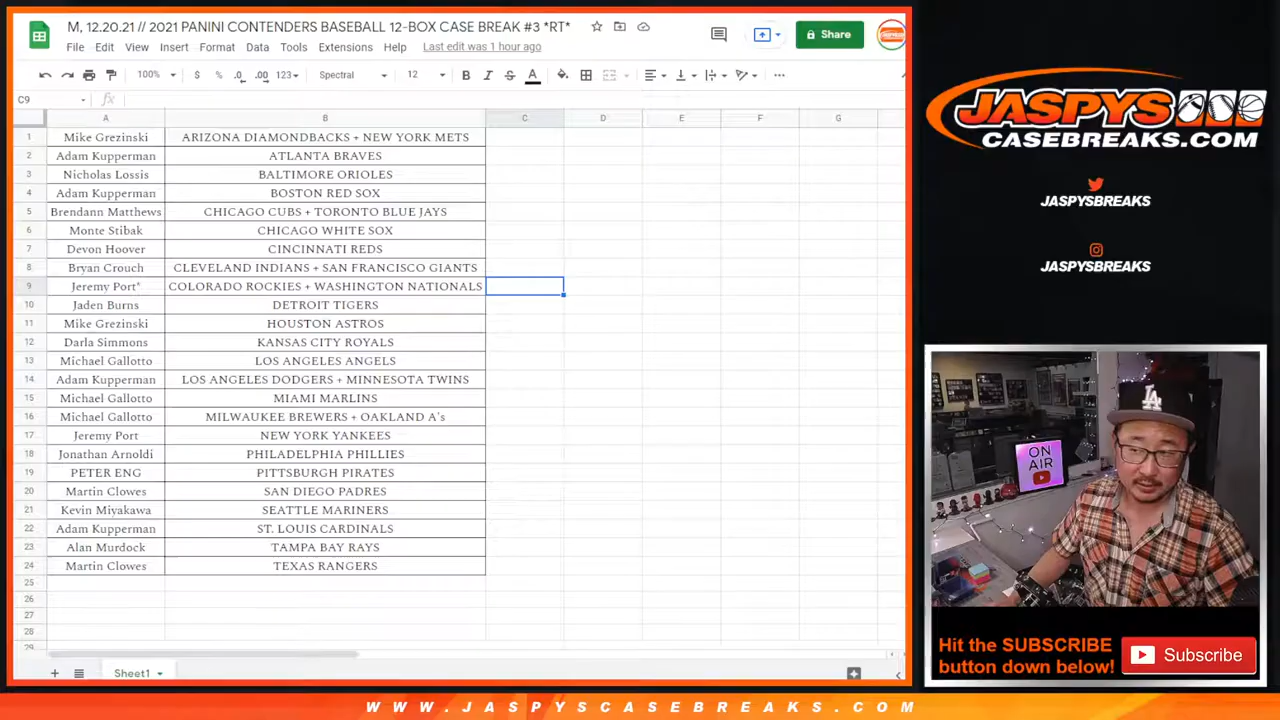 M, 12.20.21 // 2021 PANINI CONTENDERS BASEBALL 12-BOX CASE BREAK #3 *RT*
File Edit View Insert Format Data Tools Extensions Help Last edit was 1 hour ago
Share
100% $ % .0 .00 123 Spectral 12 B I S A
C9 fx
A B C D E F G
1 Mike Grezinski ARIZONA DIAMONDBACKS + NEW YORK METS
2 Adam Kupperman ATLANTA BRAVES
3 Nicholas Lossis BALTIMORE ORIOLES
4 Adam Kupperman BOSTON RED SOX
5 Brendann Matthews CHICAGO CUBS + TORONTO BLUE JAYS
6 Monte Stibak CHICAGO WHITE SOX
7 Devon Hoover CINCINNATI REDS
8 Bryan Crouch CLEVELAND INDIANS + SAN FRANCISCO GIANTS
9 Jeremy Port* COLORADO ROCKIES + WASHINGTON NATIONALS
10 Jaden Burns DETROIT TIGERS
11 Mike Grezinski HOUSTON ASTROS
12 Darla Simmons KANSAS CITY ROYALS
13 Michael Gallotto LOS ANGELES ANGELS
14 Adam Kupperman LOS ANGELES DODGERS + MINNESOTA TWINS
15 Michael Gallotto MIAMI MARLINS
16 Michael Gallotto MILWAUKEE BREWERS + OAKLAND A's
17 Jeremy Port NEW YORK YANKEES
18 Jonathan Arnoldi PHILADELPHIA PHILLIES
19 PETER ENG PITTSBURGH PIRATES
20 Martin Clowes SAN DIEGO PADRES
21 Kevin Miyakawa SEATTLE MARINERS
22 Adam Kupperman ST. LOUIS CARDINALS
23 Alan Murdock TAMPA BAY RAYS
24 Martin Clowes TEXAS RANGERS
25
26
27
28
29
Sheet1
JASPYS
CASEBREAKS.COM
JASPYSBREAKS
JASPYSBREAKS
ON
AIR
LA
Hit the SUBSCRIBE
button down below!
Subscribe
WWW.JASPYSCASEBREAKS.COM